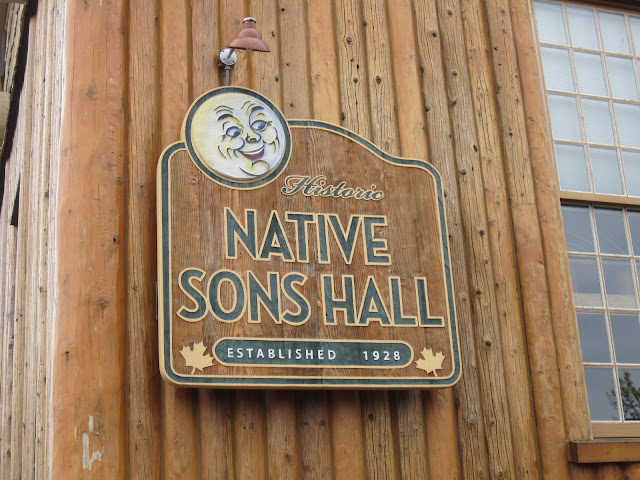 Historic
NATIVE
SONS HALL
ESTABLISHED 1928